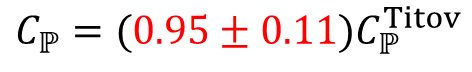 C_ℙ = (0.95 ± 0.11)C_ℙ^Titov